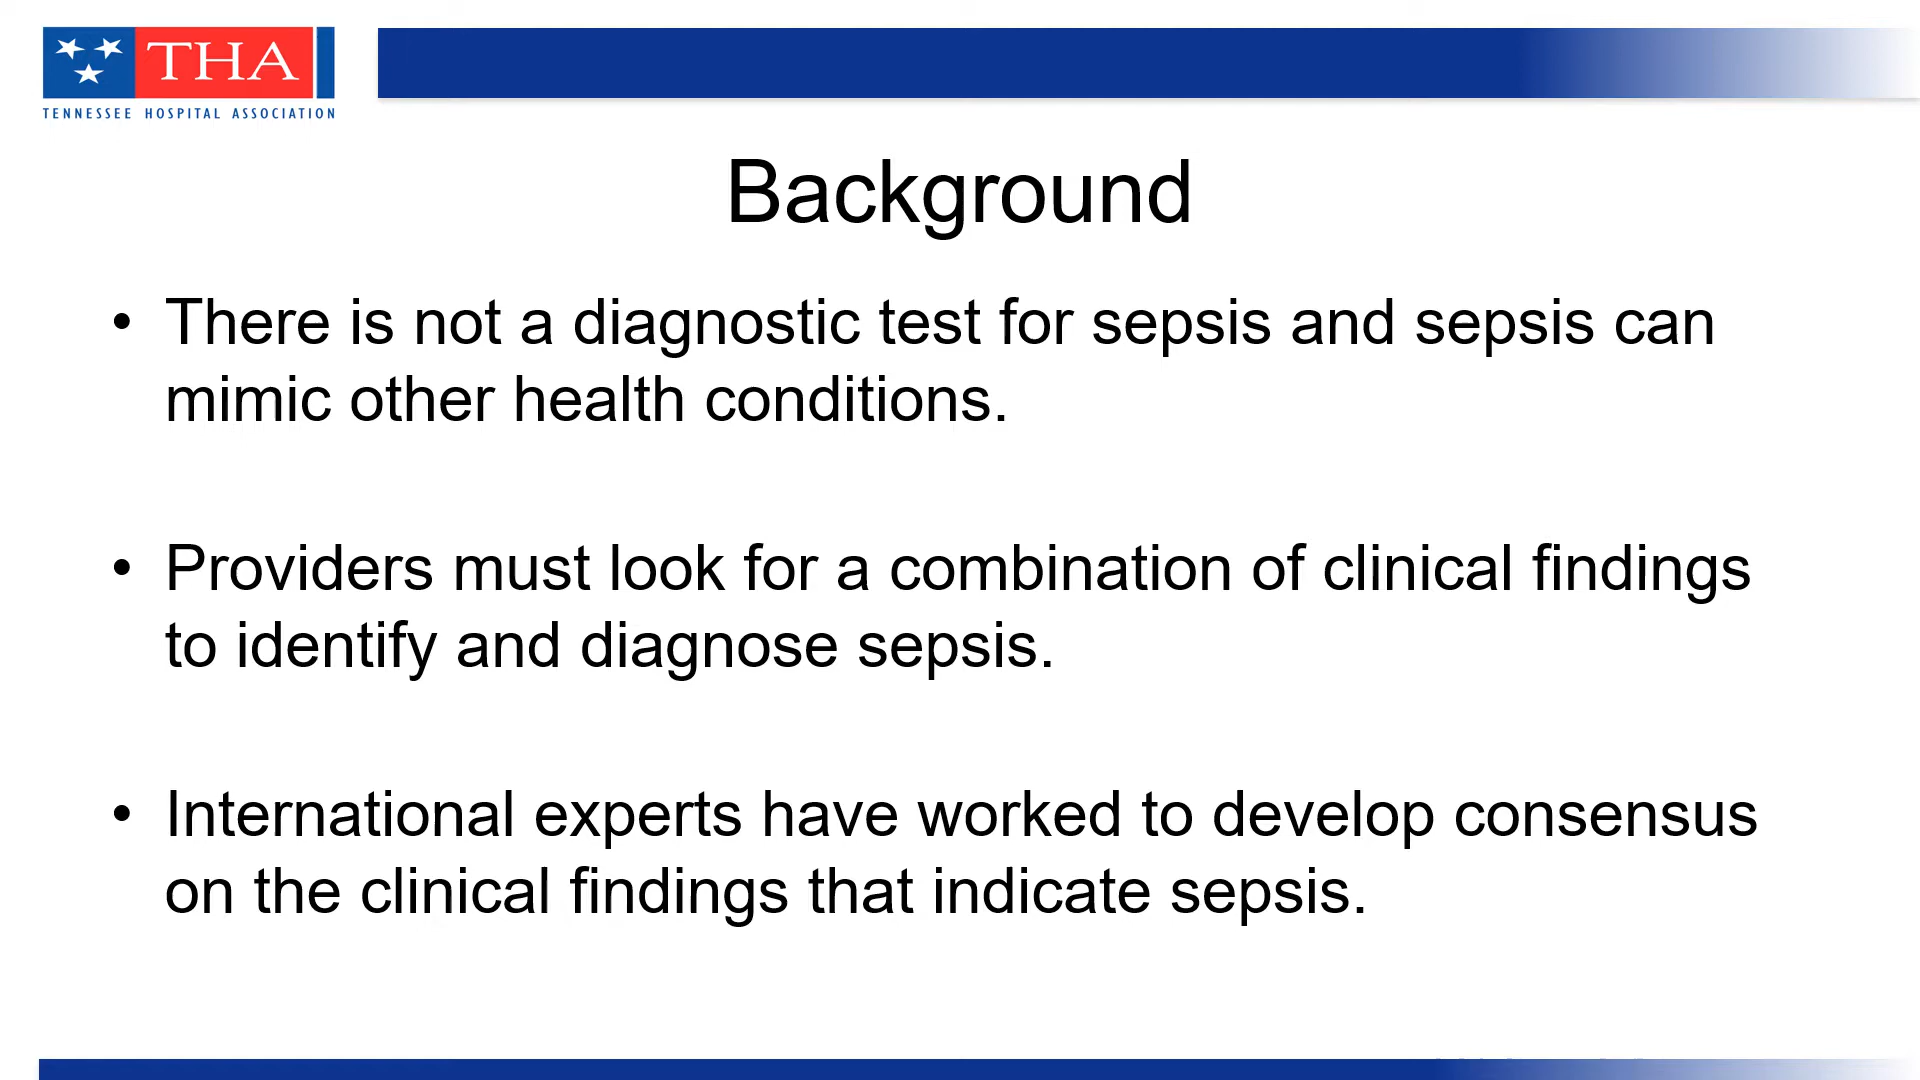 THA
TENNESSEE HOSPITAL ASSOCIATION
Background
• There is not a diagnostic test for sepsis and sepsis can
mimic other health conditions.
• Providers must look for a combination of clinical findings
to identify and diagnose sepsis.
• International experts have worked to develop consensus
on the clinical findings that indicate sepsis.